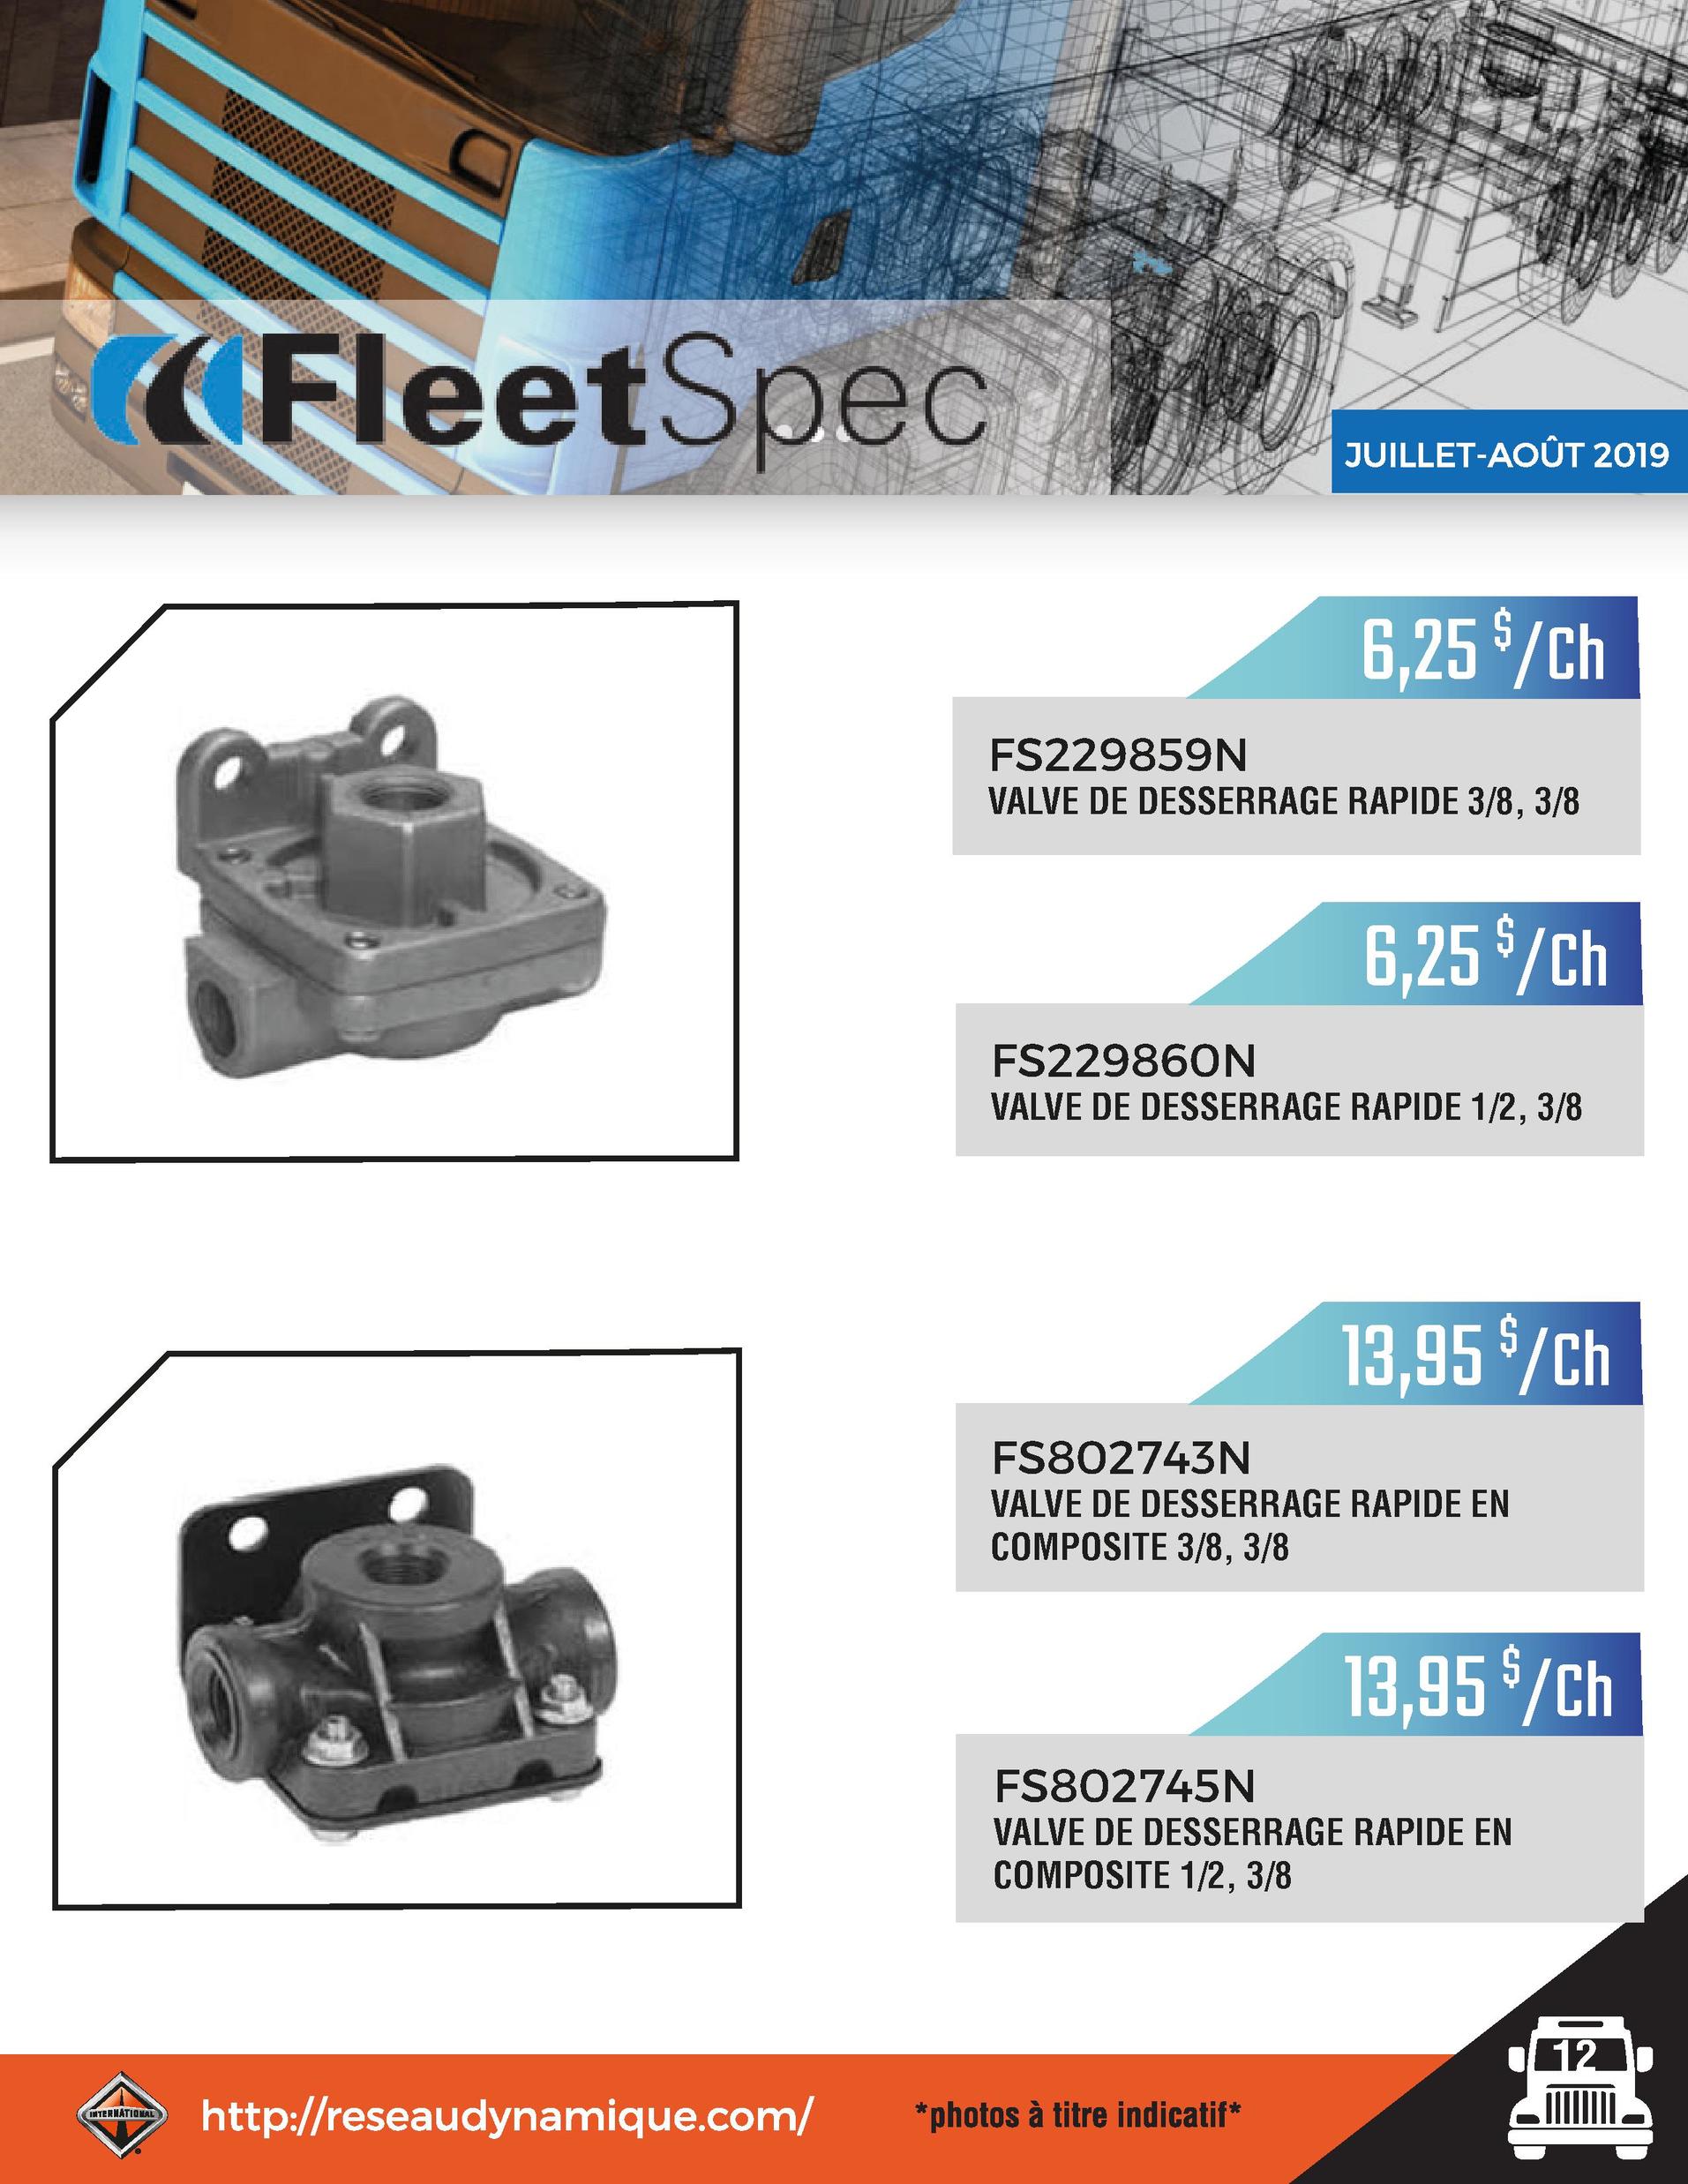 FleetSpec
JUILLET-AOÛT 2019
6,25 $/Ch
FS229859N
VALVE DE DESSERRAGE RAPIDE 3/8, 3/8
6,25 $/Ch
FS229860N
VALVE DE DESSERRAGE RAPIDE 1/2, 3/8
13,95 $/Ch
FS802743N
VALVE DE DESSERRAGE RAPIDE EN
COMPOSITE 3/8, 3/8
13,95 $/Ch
FS802745N
VALVE DE DESSERRAGE RAPIDE EN
COMPOSITE 1/2, 3/8
12
INTERNATIONAL
http://reseaudynamique.com/
*photos à titre indicatif*